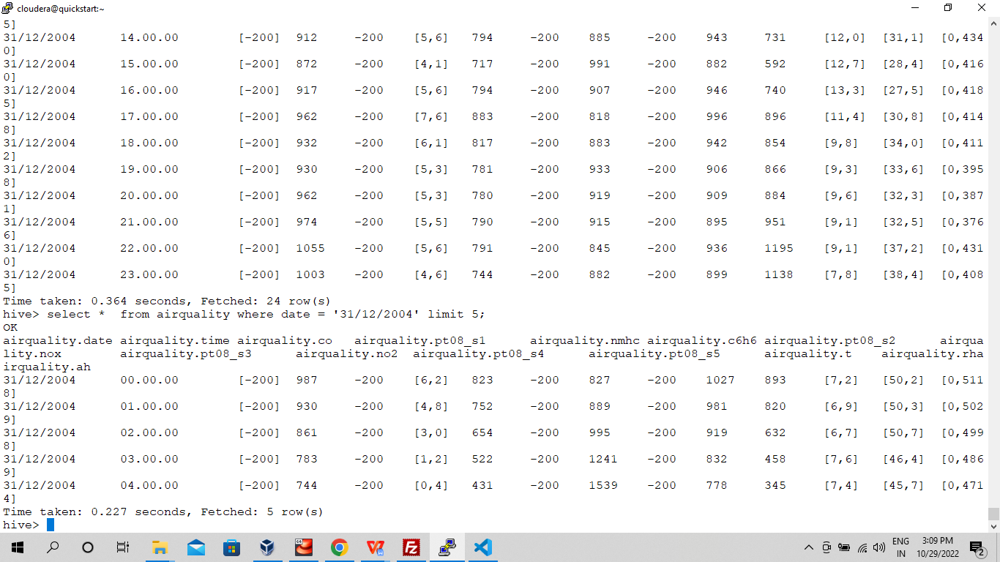 cloudera@quickstart:~
5]
31/12/2004 14.00.00 [-200] 912 -200 [5,6] 794 -200 885 -200 943 731 [12,0] [31,1] [0,434
0]
31/12/2004 15.00.00 [-200] 872 -200 [4,1] 717 -200 991 -200 882 592 [12,7] [28,4] [0,416
0]
31/12/2004 16.00.00 [-200] 917 -200 [5,6] 794 -200 907 -200 946 740 [13,3] [27,5] [0,418
5]
31/12/2004 17.00.00 [-200] 962 -200 [7,6] 883 -200 818 -200 996 896 [11,4] [30,8] [0,414
8]
31/12/2004 18.00.00 [-200] 932 -200 [6,1] 817 -200 883 -200 942 854 [9,8] [34,0] [0,411
2]
31/12/2004 19.00.00 [-200] 930 -200 [5,3] 781 -200 933 -200 906 866 [9,3] [33,6] [0,395
8]
31/12/2004 20.00.00 [-200] 962 -200 [5,3] 780 -200 919 -200 909 884 [9,6] [32,3] [0,387
1]
31/12/2004 21.00.00 [-200] 974 -200 [5,5] 790 -200 915 -200 895 951 [9,1] [32,5] [0,376
6]
31/12/2004 22.00.00 [-200] 1055 -200 [5,6] 791 -200 845 -200 936 1195 [9,1] [37,2] [0,431
0]
31/12/2004 23.00.00 [-200] 1003 -200 [4,6] 744 -200 882 -200 899 1138 [7,8] [38,4] [0,408
5]
Time taken: 0.364 seconds, Fetched: 24 row(s)
hive> select *  from airquality where date = '31/12/2004' limit 5;
OK
airquality.date airquality.time airquality.co airquality.pt08_s1 airquality.nmhc airquality.c6h6 airquality.pt08_s2 airqua
lity.nox airquality.pt08_s3 airquality.no2 airquality.pt08_s4 airquality.pt08_s5 airquality.t airquality.rha
irquality.ah
31/12/2004 00.00.00 [-200] 987 -200 [6,2] 823 -200 827 -200 1027 893 [7,2] [50,2] [0,511
8]
31/12/2004 01.00.00 [-200] 930 -200 [4,8] 752 -200 889 -200 981 820 [6,9] [50,3] [0,502
9]
31/12/2004 02.00.00 [-200] 861 -200 [3,0] 654 -200 995 -200 919 632 [6,7] [50,7] [0,499
8]
31/12/2004 03.00.00 [-200] 783 -200 [1,2] 522 -200 1241 -200 832 458 [7,6] [46,4] [0,486
9]
31/12/2004 04.00.00 [-200] 744 -200 [0,4] 431 -200 1539 -200 778 345 [7,4] [45,7] [0,471
4]
Time taken: 0.227 seconds, Fetched: 5 row(s)
hive>
64
Fz
ENG
IN
3:09 PM
10/29/2022
2